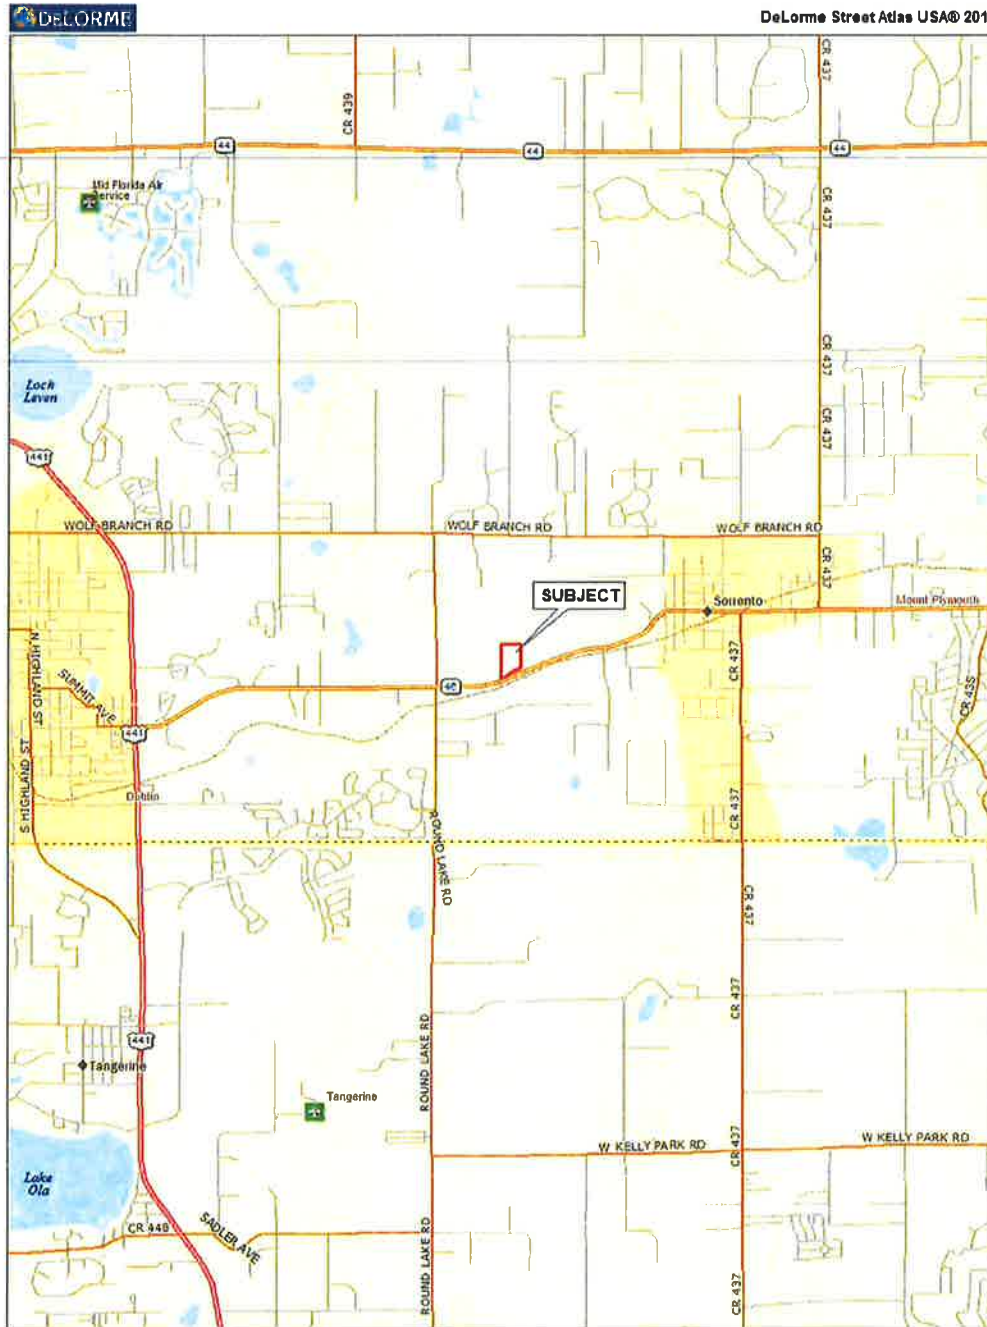 DELORME
DeLorme Street Atlas USA® 201
CR 437
CR 439
44
44
44
Mid Florida Air
Service
CR 437
CR 437
Loch
Leven
CR 437
441
WOLF BRANCH RD
WOLF BRANCH RD
WOLF BRANCH RD
CR 437
SUBJECT
Sorrento
Mount Plymouth
N HIGHLAND ST
SUMMIT AVE
CR 437
46
CR 435
441
S HIGHLAND ST
Dublin
CR 437
ROUND LAKE RD
CR 437
CR 437
441
Tangerine
ROUND LAKE RD
Tangerine
W KELLY PARK RD
CR 437
W KELLY PARK RD
Lake
Ola
CR 448
SADLER AVE
ROUND LAKE RD
CR 437